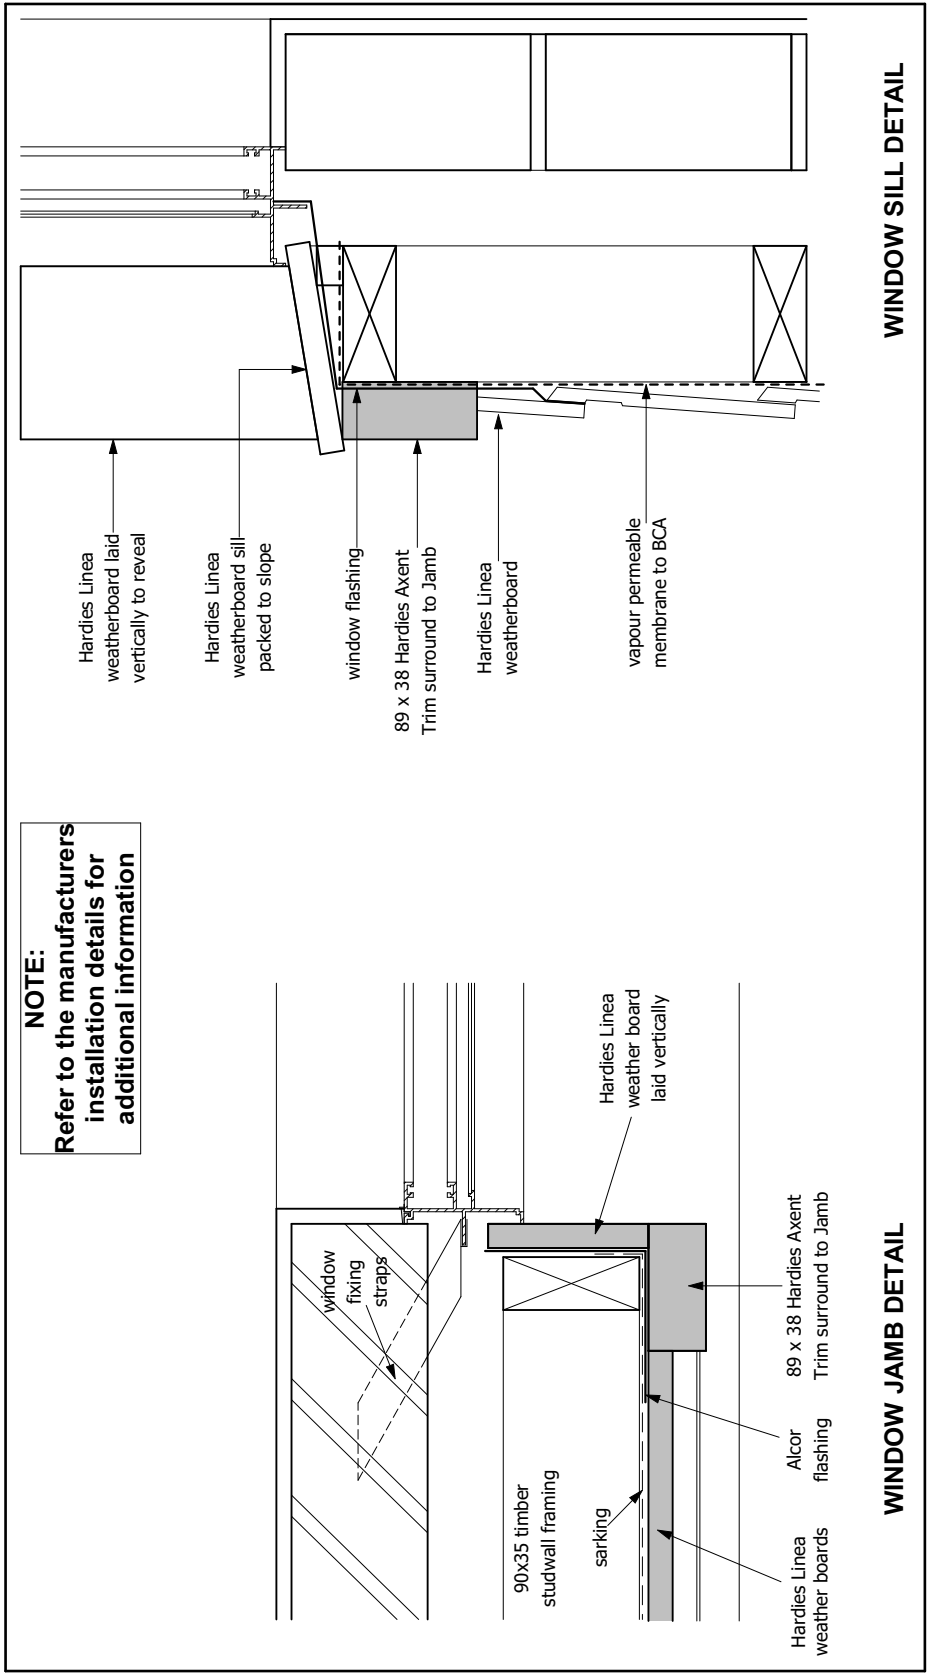 NOTE:
Refer to the manufacturers
installation details for
additional information
window
fixing
straps
90x35 timber
studwall framing
sarking
Hardies Linea
weather board
laid vertically
Hardies Linea
weather boards
Alcor
flashing
89 x 38 Hardies Axent
Trim surround to Jamb
WINDOW JAMB DETAIL
Hardies Linea
weatherboard laid
vertically to reveal
Hardies Linea
weatherboard sill
packed to slope
window flashing
89 x 38 Hardies Axent
Trim surround to Jamb
Hardies Linea
weatherboard
vapour permeable
membrane to BCA
WINDOW SILL DETAIL